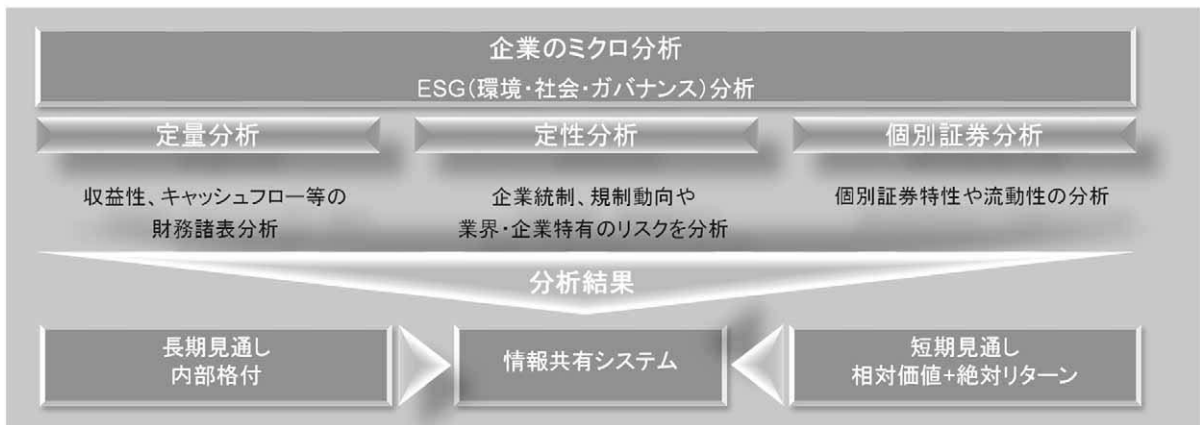 企業のミクロ分析
ESG(環境・社会・ガバナンス)分析
定量分析
定性分析
個別証券分析
収益性、キャッシュフロー等の
財務諸表分析
企業統制、規制動向や
業界・企業特有のリスクを分析
個別証券特性や流動性の分析
分析結果
長期見通し
内部格付
情報共有システム
短期見通し
相対価値+絶対リターン